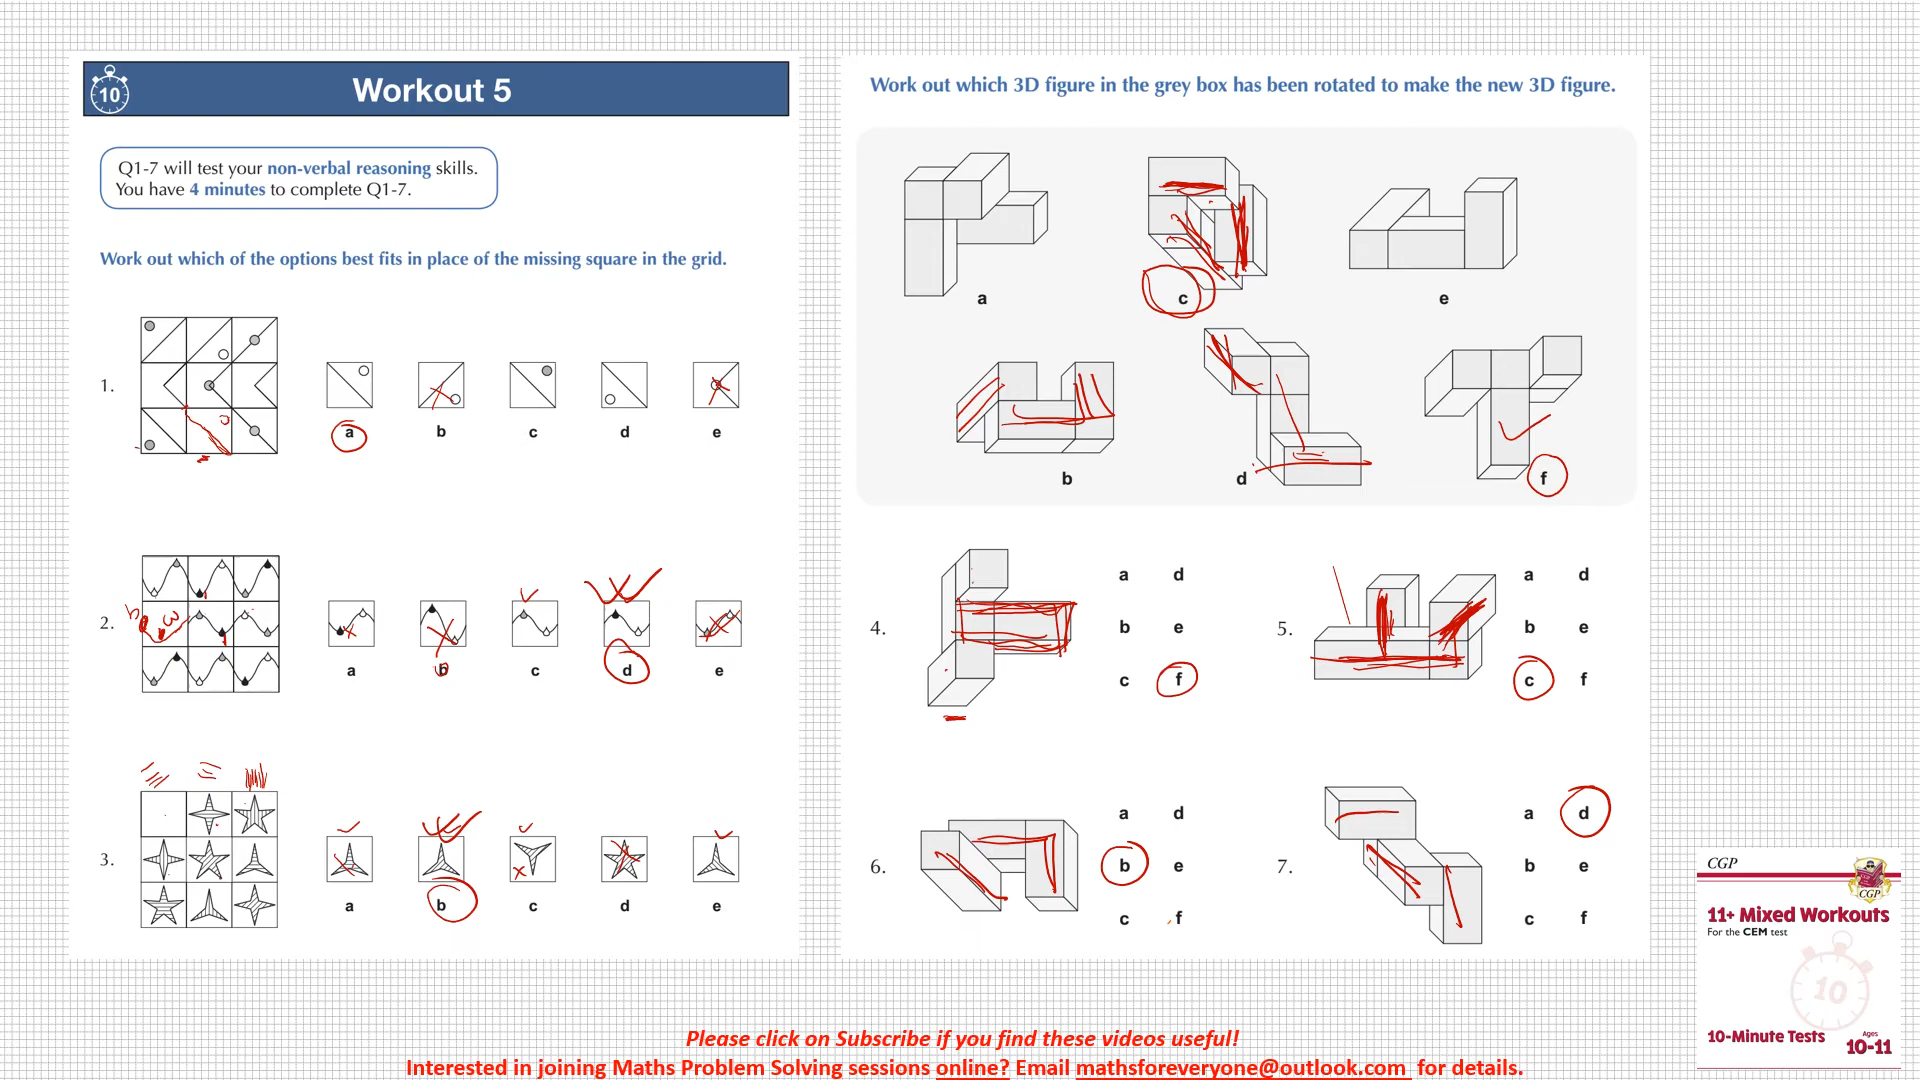 10
Workout 5
Q1-7 will test your non-verbal reasoning skills.
You have 4 minutes to complete Q1-7.
Work out which of the options best fits in place of the missing square in the grid.
1.
a b c d e
2.
a b c d e
3.
a b c d e
Work out which 3D figure in the grey box has been rotated to make the new 3D figure.
a c e
b d f
4.
a d
b e
c f
5.
a d
b e
c f
6.
a d
b e
c f
7.
a d
b e
c f
CGP
CGP
11+ Mixed Workouts
For the CEM test
10
10-Minute Tests
Ages
10-11
Please click on Subscribe if you find these videos useful!
Interested in joining Maths Problem Solving sessions online? Email mathsforeveryone@outlook.com for details.